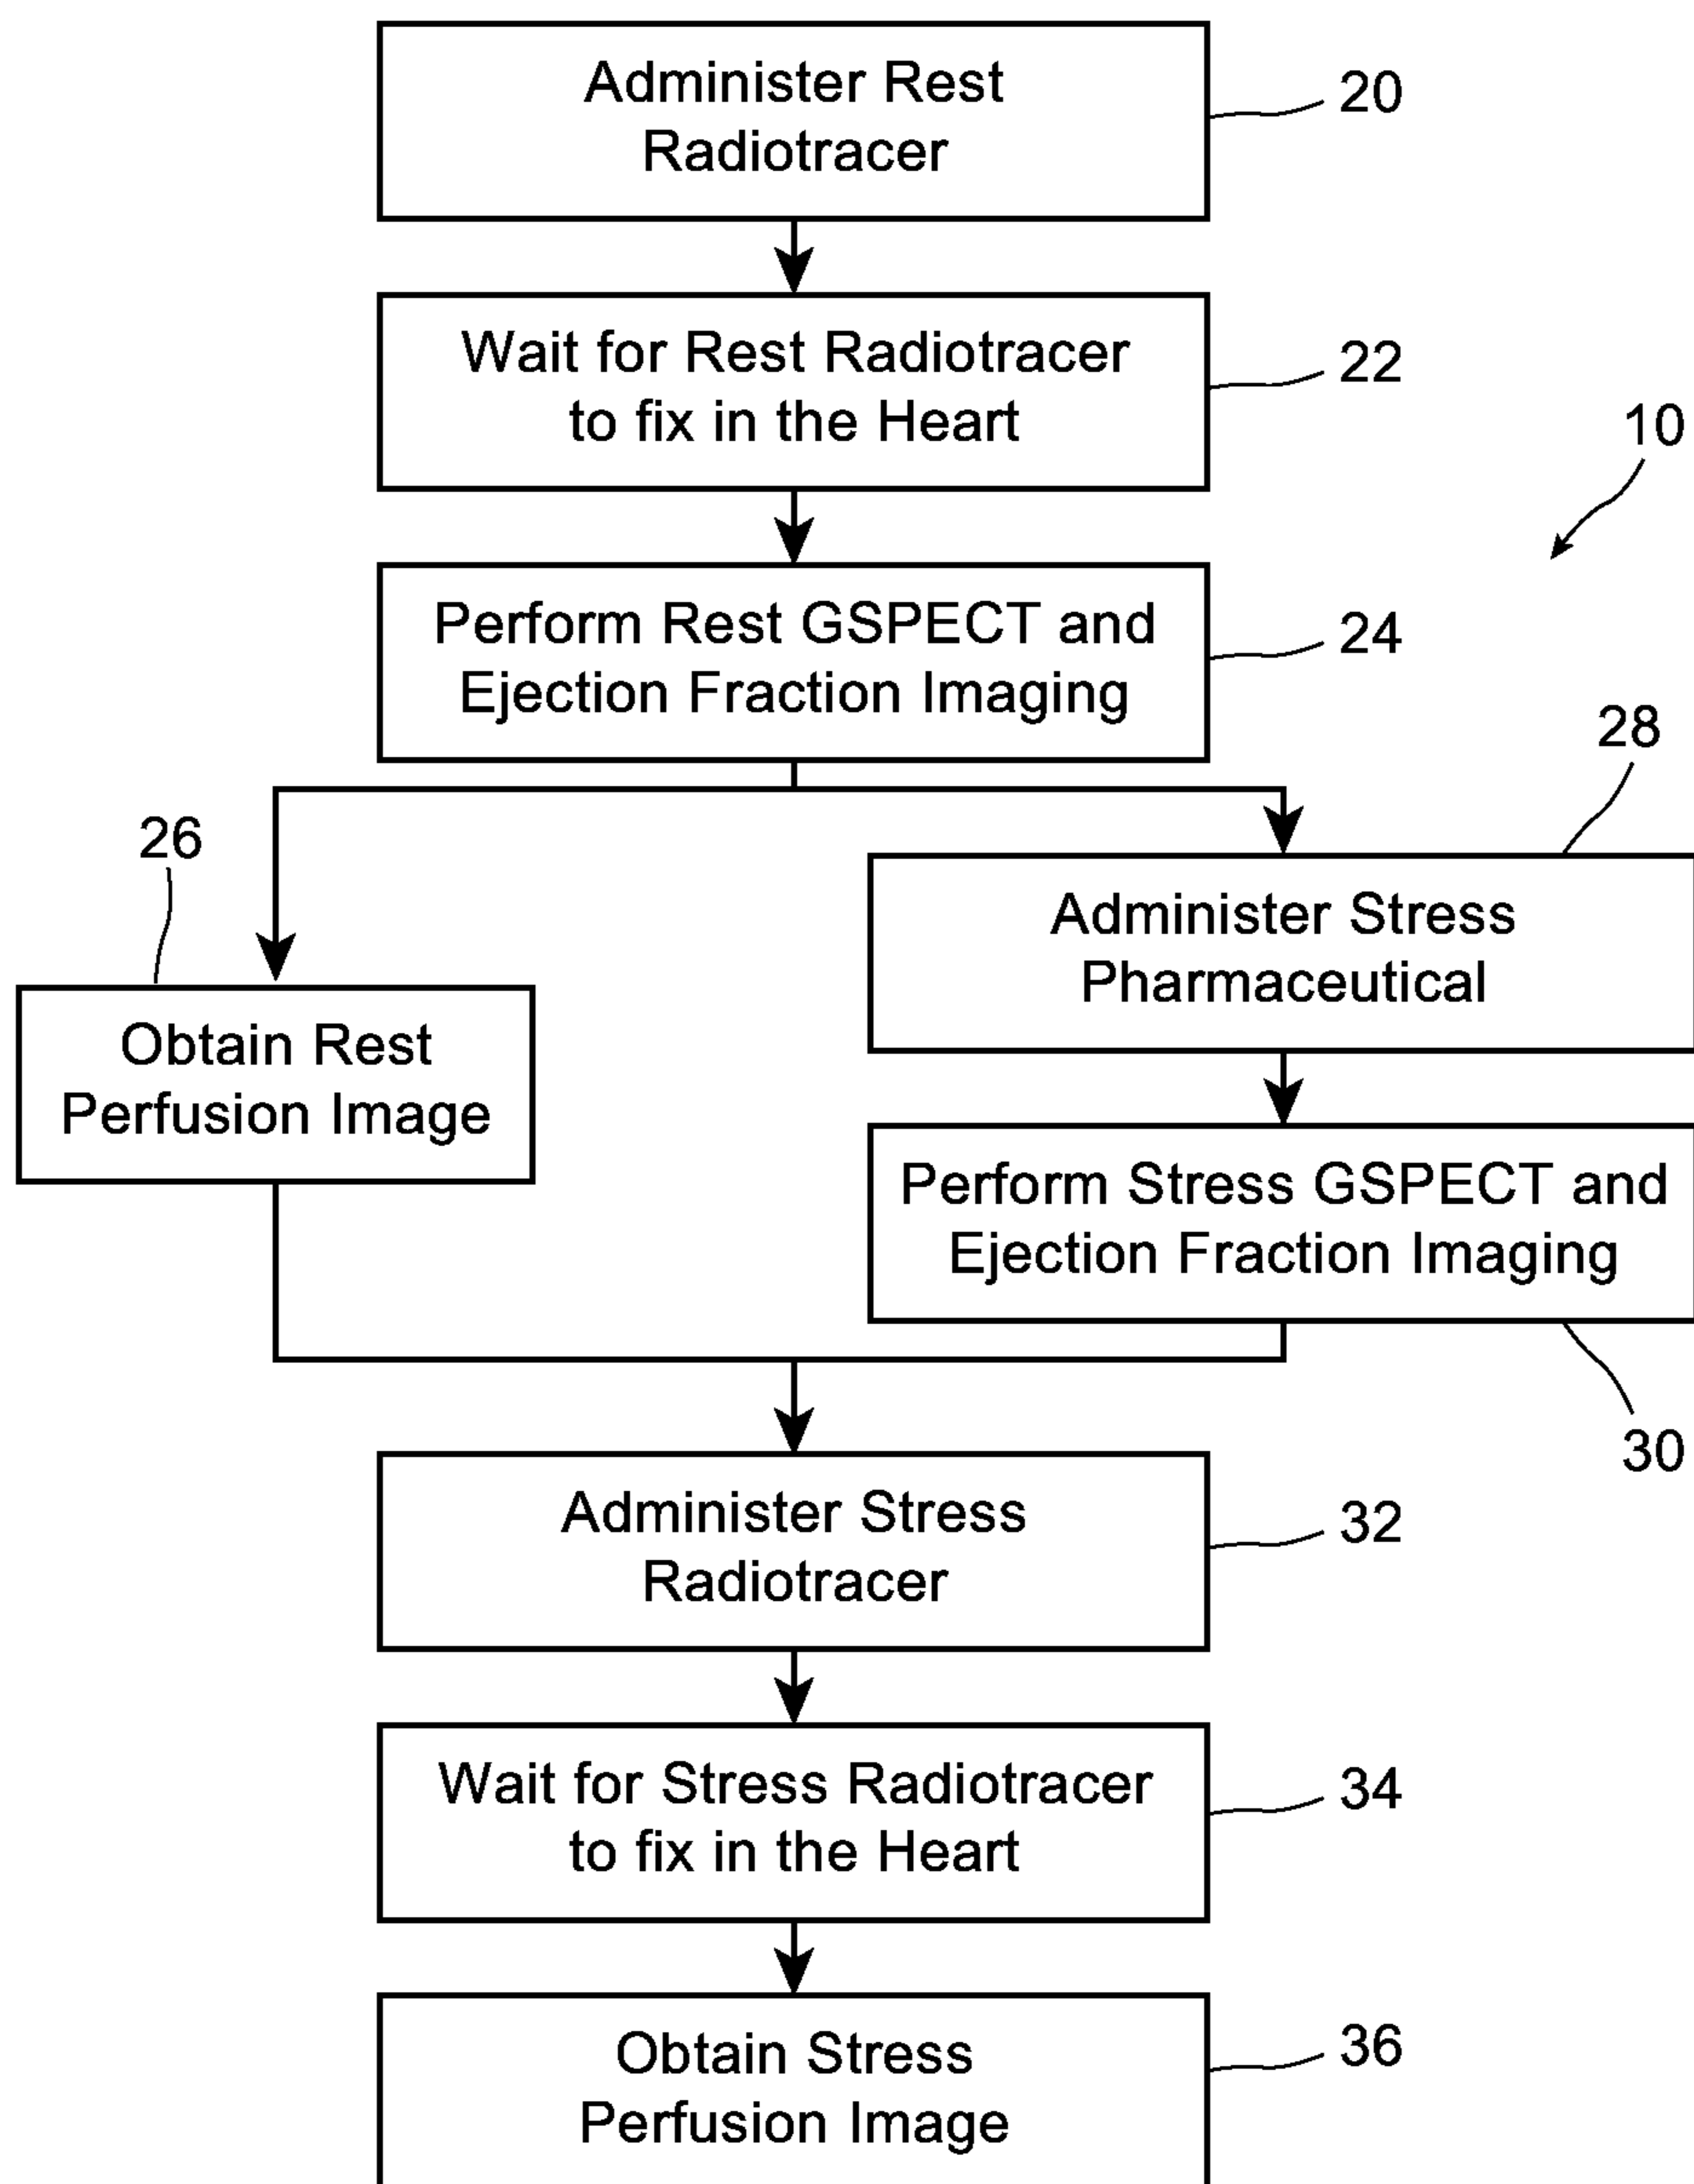 Administer Rest
Radiotracer
20
Wait for Rest Radiotracer
to fix in the Heart
22
10
Perform Rest GSPECT and
Ejection Fraction Imaging
24
28
26
Administer Stress
Pharmaceutical
Obtain Rest
Perfusion Image
Perform Stress GSPECT and
Ejection Fraction Imaging
30
Administer Stress
Radiotracer
32
Wait for Stress Radiotracer
to fix in the Heart
34
Obtain Stress
Perfusion Image
36